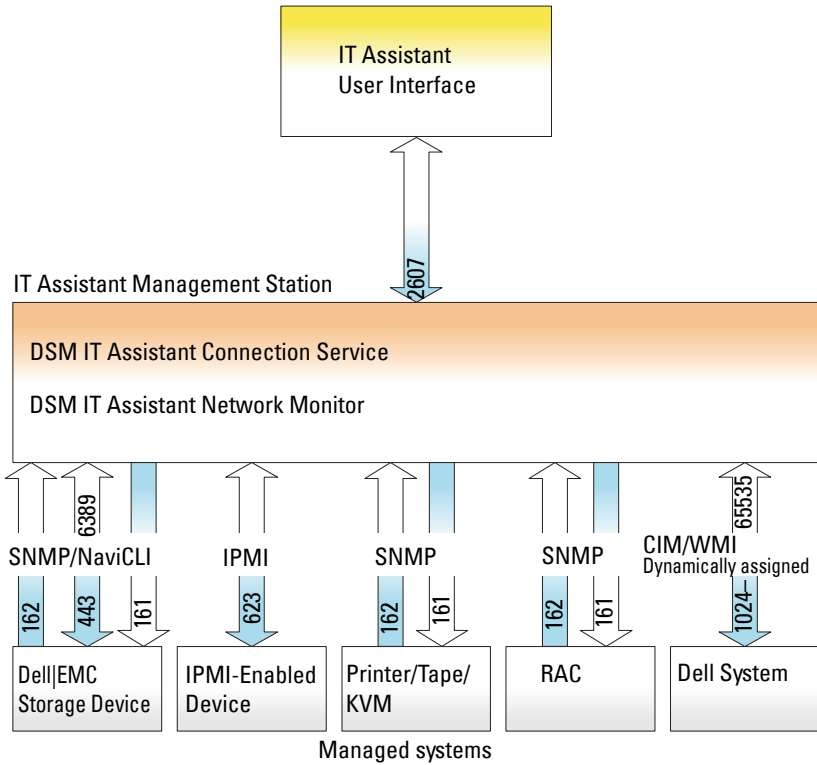 IT Assistant
User Interface
2607
IT Assistant Management Station
DSM IT Assistant Connection Service
DSM IT Assistant Network Monitor
6389
65535
SNMP/NaviCLI
IPMI
SNMP
SNMP
CIM/WMI
Dynamically assigned
162
443
161
623
162
161
162
161
1024–
Dell|EMC
Storage Device
IPMI-Enabled
Device
Printer/Tape/
KVM
RAC
Dell System
Managed systems